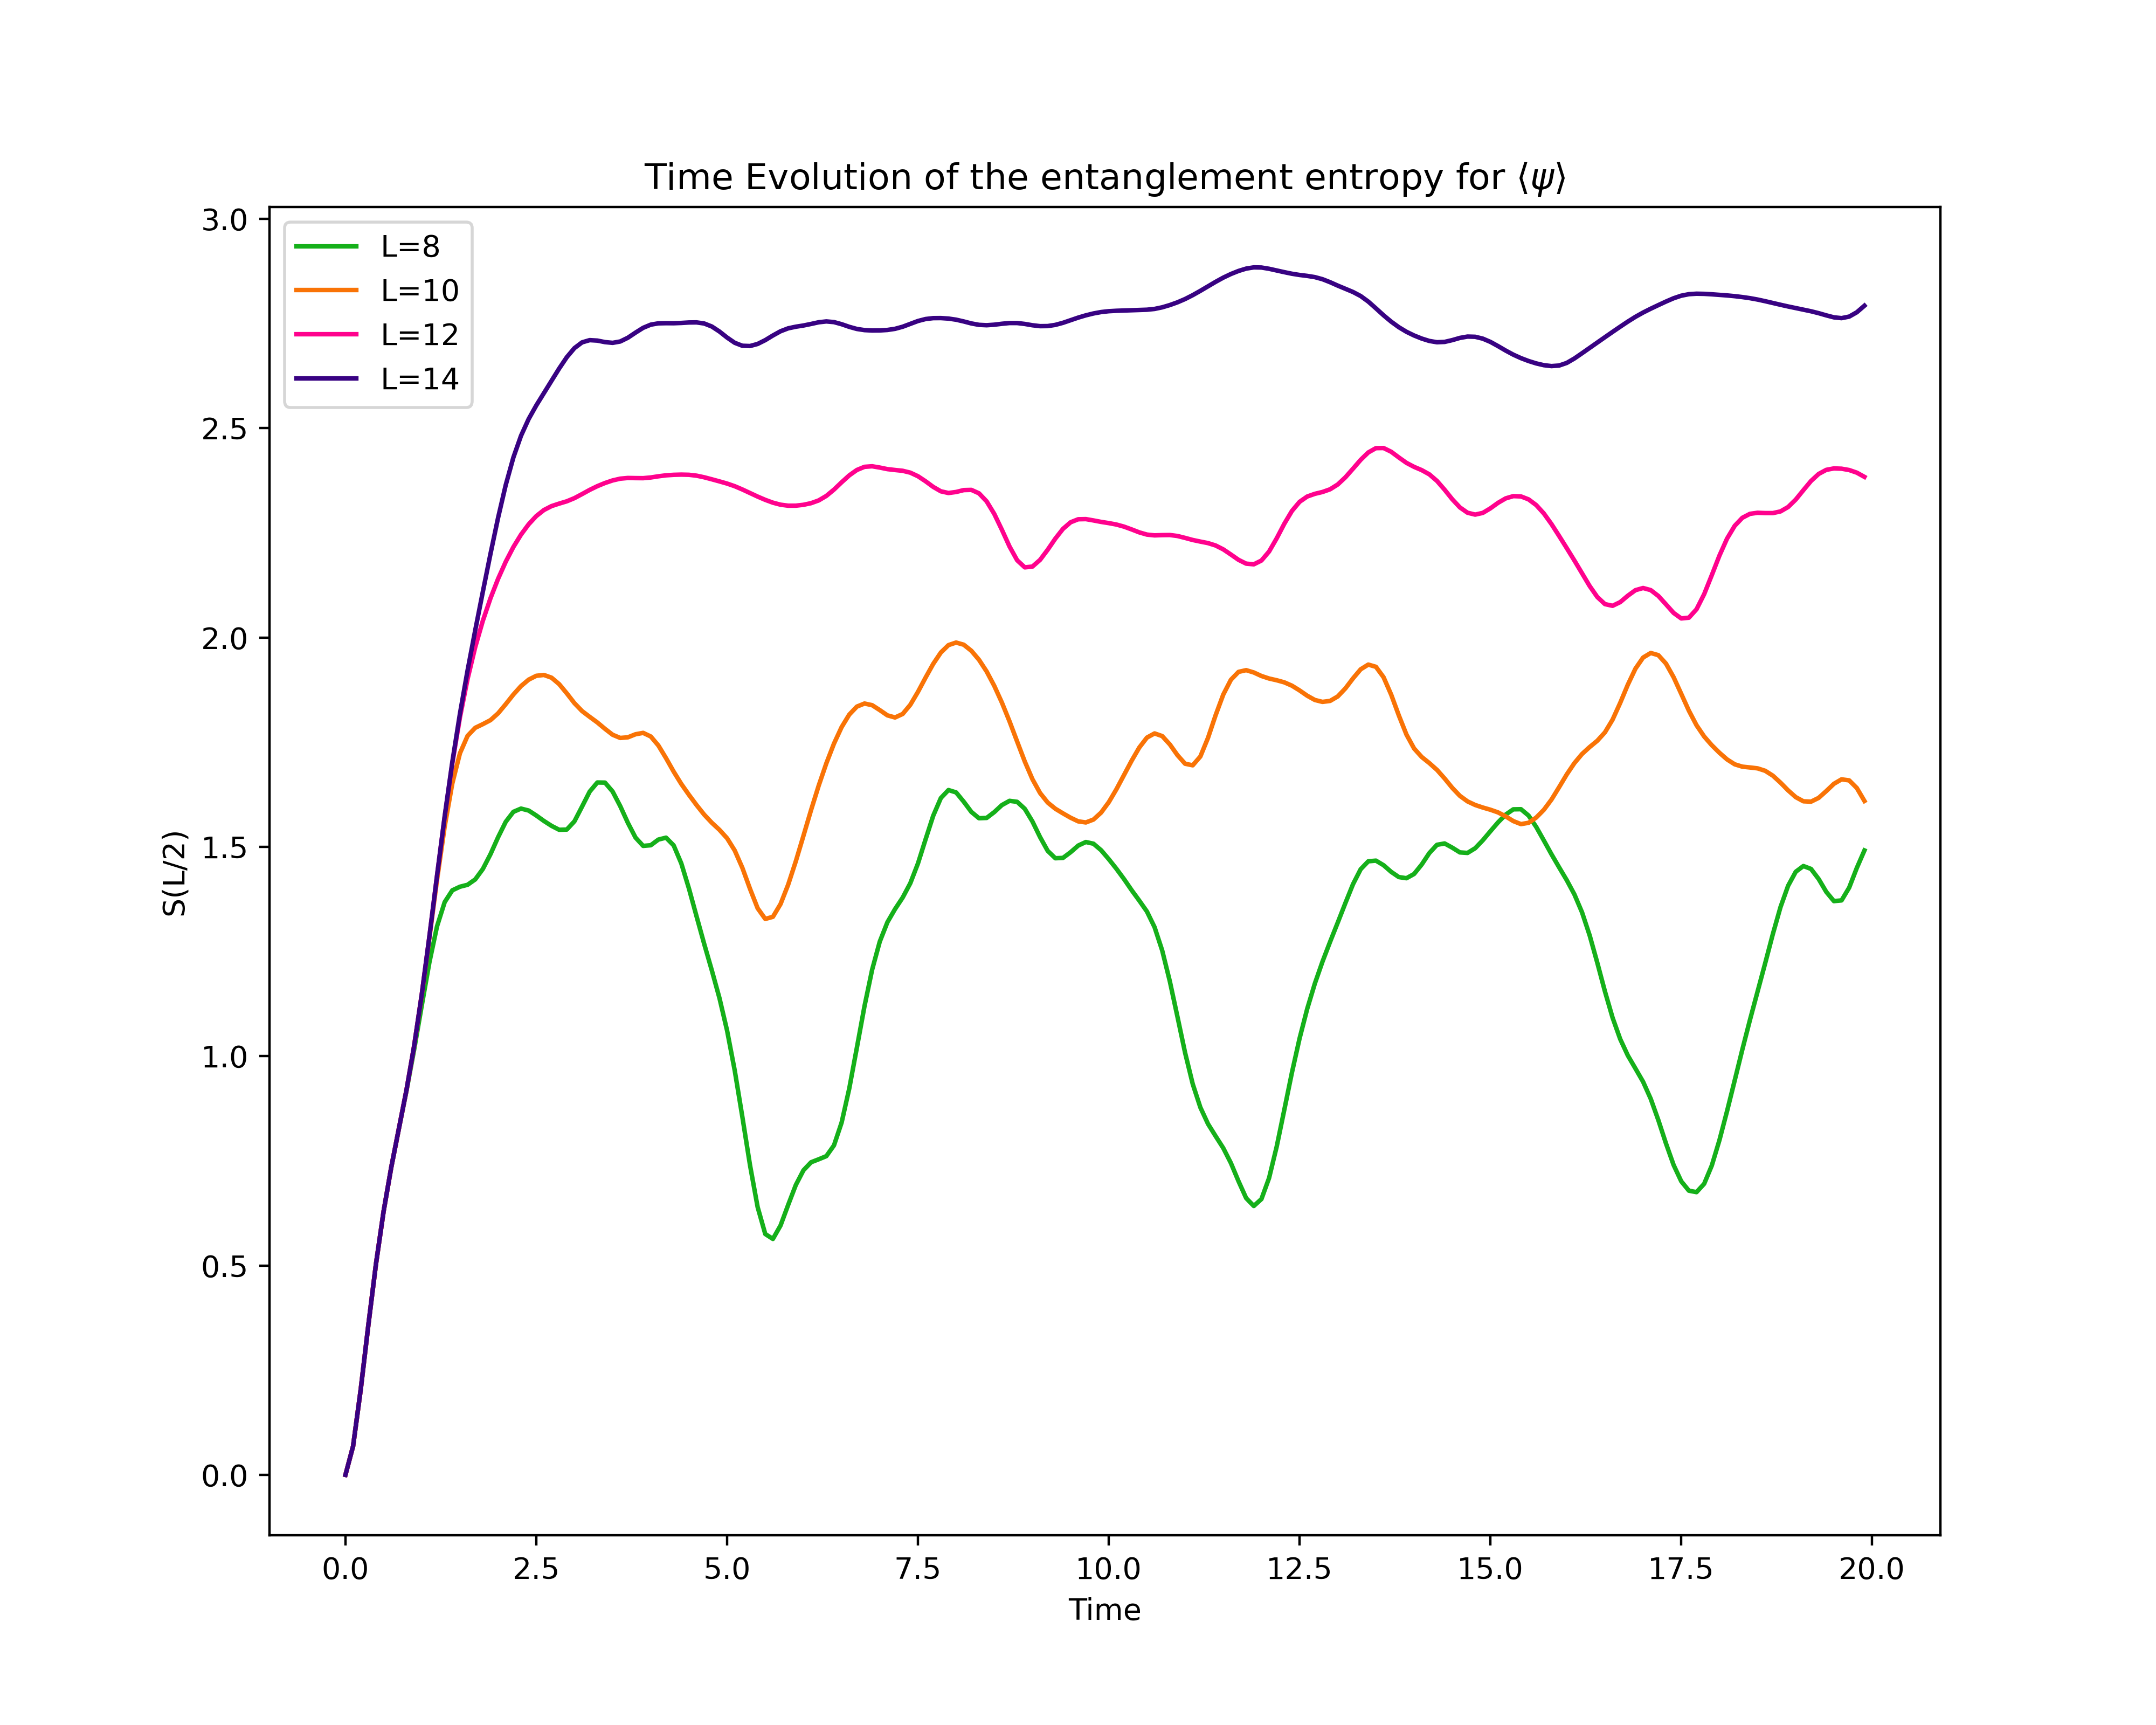 Time Evolution of the entanglement entropy for ⟨ψ⟩
3.0
2.5
2.0
1.5
1.0
0.5
0.0
S(L/2)
L=8
L=10
L=12
L=14
0.0 2.5 5.0 7.5 10.0 12.5 15.0 17.5 20.0
Time